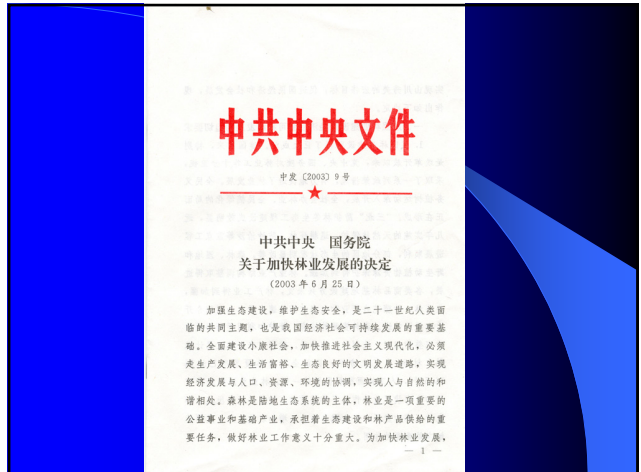 中共中央文件
中发〔2003〕9号
中共中央　国务院
关于加快林业发展的决定
（2003年6月25日）
加强生态建设，维护生态安全，是二十一世纪人类面
临的共同主题，也是我国经济社会可持续发展的重要基
础。全面建设小康社会，加快推进社会主义现代化，必须
走生产发展、生活富裕、生态良好的文明发展道路，实现
经济发展与人口、资源、环境的协调，实现人与自然的和
谐相处。森林是陆地生态系统的主体，林业是一项重要的
公益事业和基础产业，承担着生态建设和林产品供给的重
要任务，做好林业工作意义十分重大。为加快林业发展，
— 1 —